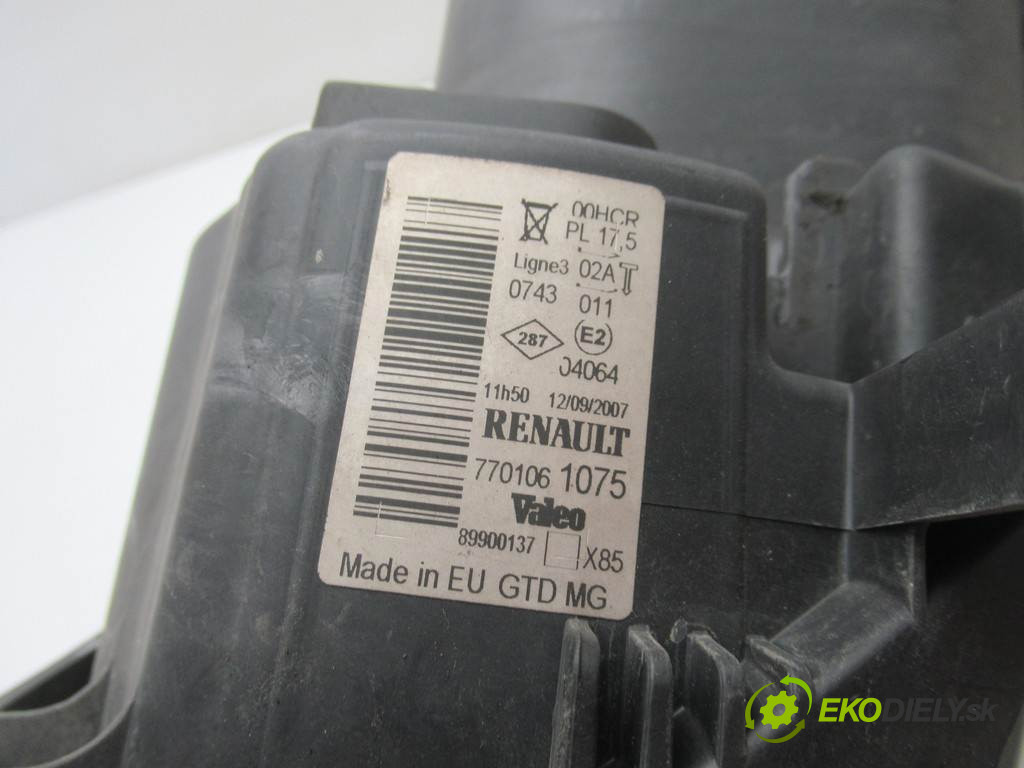 00HCR
PL 17,5
Ligne3 02A
0743 011
287 E2
04064
11h50 12/09/2007
RENAULT
770106 1075
Valeo
89900137 X85
Made in EU GTD MG
EKODIELY.sk